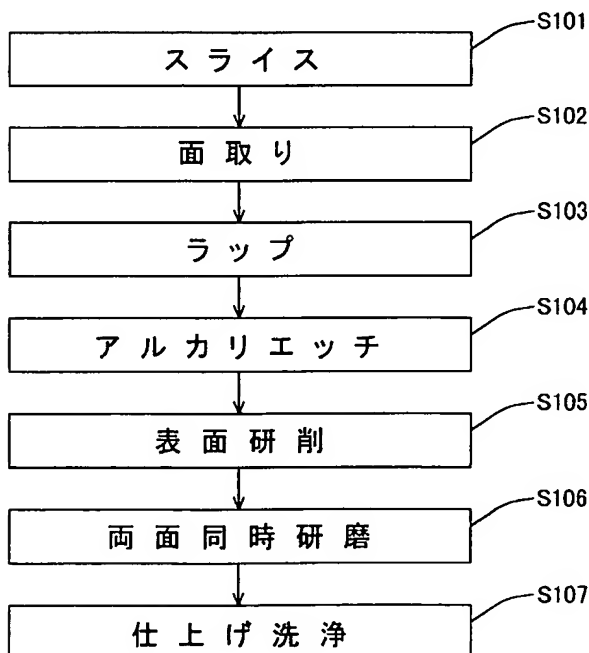 S101
スライス
S102
面取り
S103
ラップ
S104
アルカリエッチ
S105
表面研削
S106
両面同時研磨
S107
仕上げ洗浄